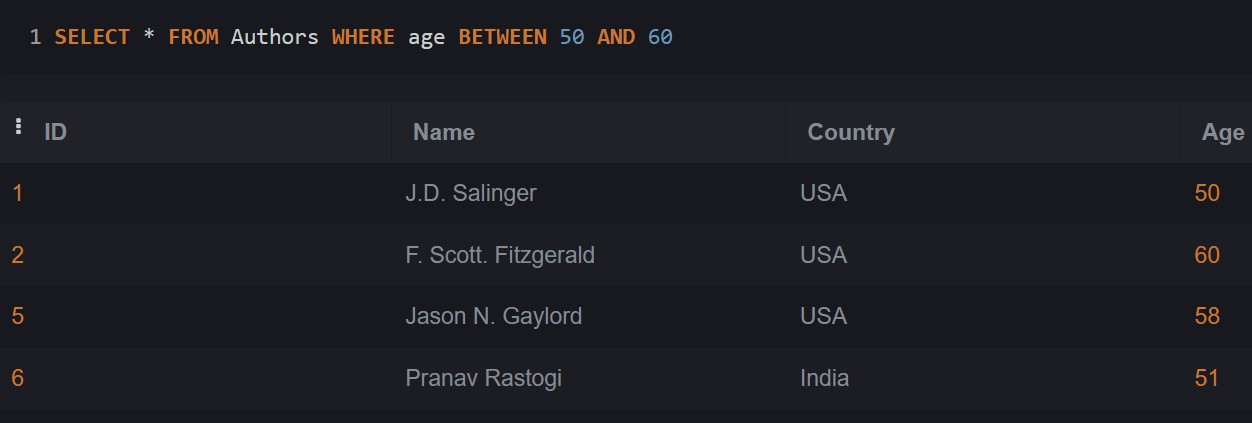 1 SELECT * FROM Authors WHERE age BETWEEN 50 AND 60
ID Name Country Age
1 J.D. Salinger USA 50
2 F. Scott. Fitzgerald USA 60
5 Jason N. Gaylord USA 58
6 Pranav Rastogi India 51